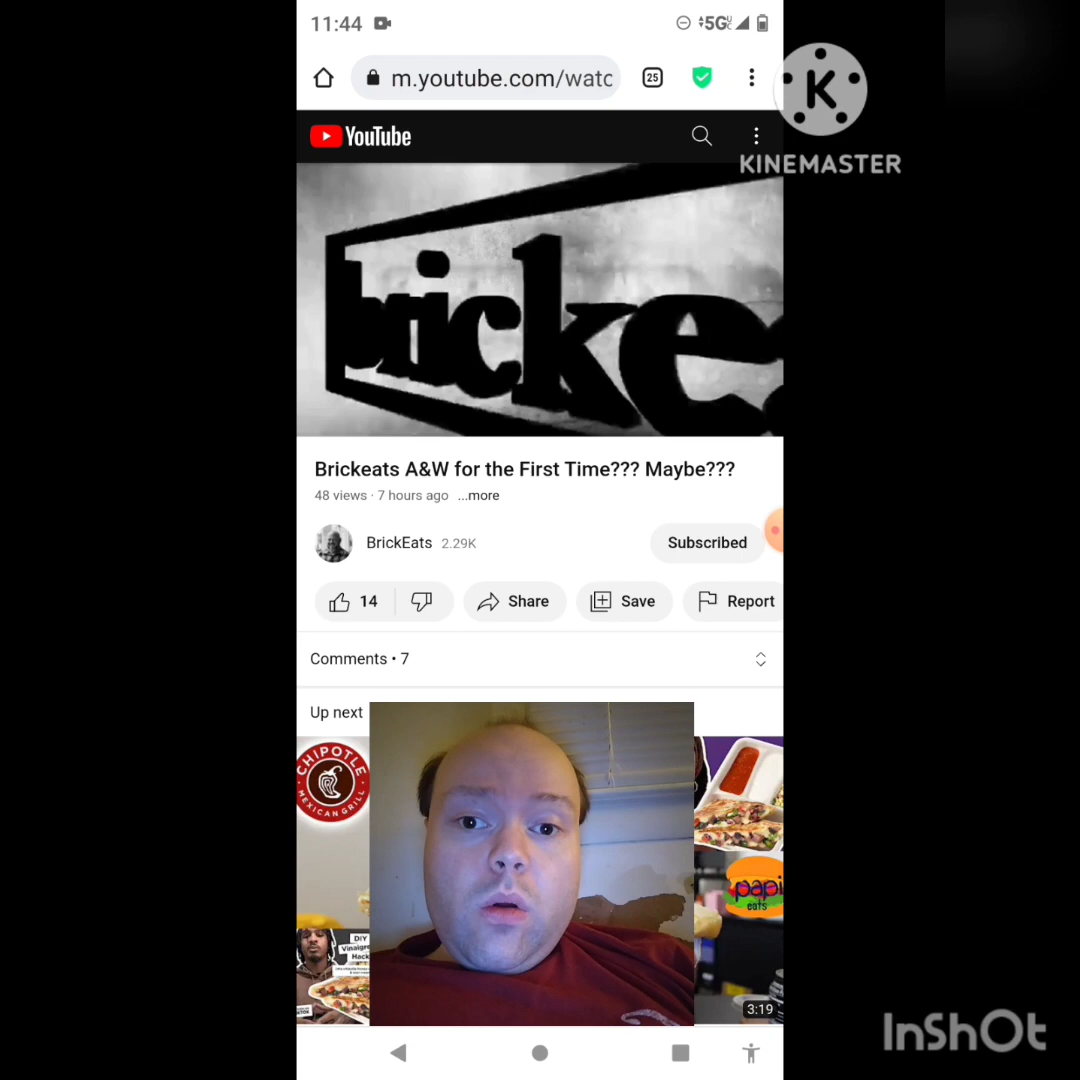 11:44
5G
m.youtube.com/watc
25
K
KINEMASTER
YouTube
bricke
Brickeats A&W for the First Time??? Maybe???
48 views · 7 hours ago ...more
BrickEats 2.29K
Subscribed
14
Share
Save
Report
Comments • 7
Up next
CHIPOTLE
MEXICAN GRILL
papi
eats
DIY
Vinaigre
Hack
3:19
InShOt